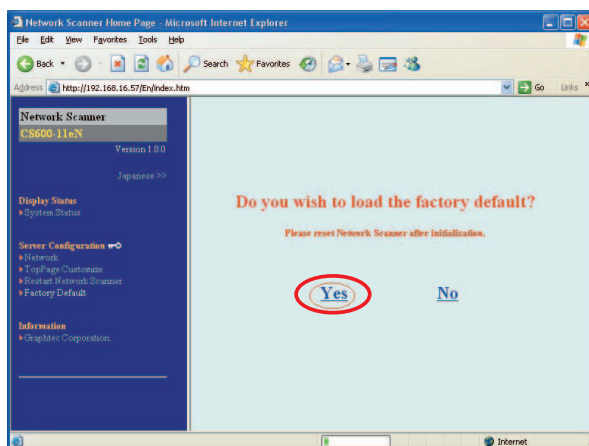 Network Scanner Home Page - Microsoft Internet Explorer
File Edit View Favorites Tools Help
Back Search Favorites
Address http://192.168.16.57/En/index.htm Go Links »
Network Scanner
CS600-11eN
Version 1.0.0
Japanese >>
Display Status
System Status
Server Configuration
Network
TopPage Customize
Restart Network Scanner
Factory Default
Information
Graphtec Corporation.
Do you wish to load the factory default?
Please reset Network Scanner after initialization.
Yes No
Internet